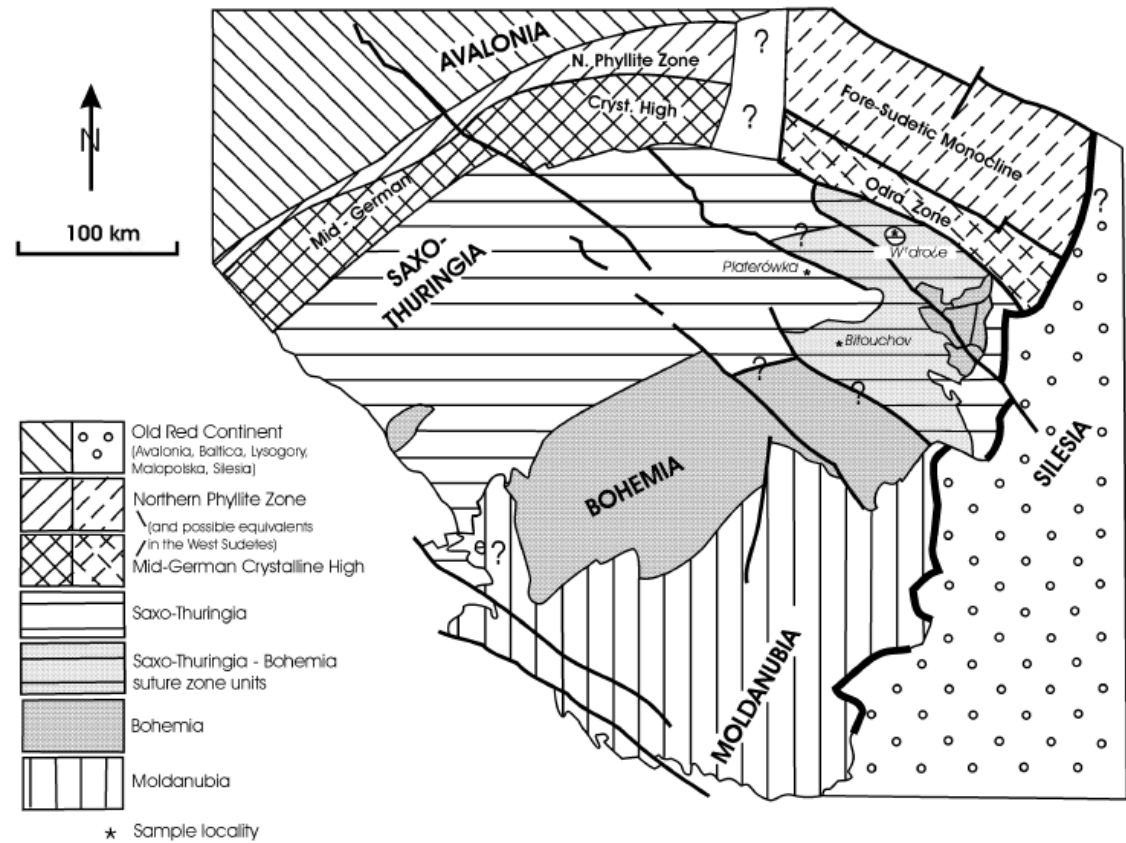 AVALONIA
N. Phyllite Zone
?
Cryst. High
?
Fore-Sudetic Monocline
N
Mid - German
Odra Zone
?
100 km
SAXO-
THURINGIA
?
Platerówka *
*
* Bitouchov
?
?
Old Red Continent
(Avalonia, Baltica, Lysogory,
Malopolska, Silesia)
BOHEMIA
SILESIA
Northern Phyllite Zone
(and possible equivalents
in the West Sudetes)
Mid-German Crystalline High
e
?
Saxo-Thuringia
Saxo-Thuringia - Bohemia
suture zone units
MOLDANUBIA
Bohemia
Moldanubia
* Sample locality